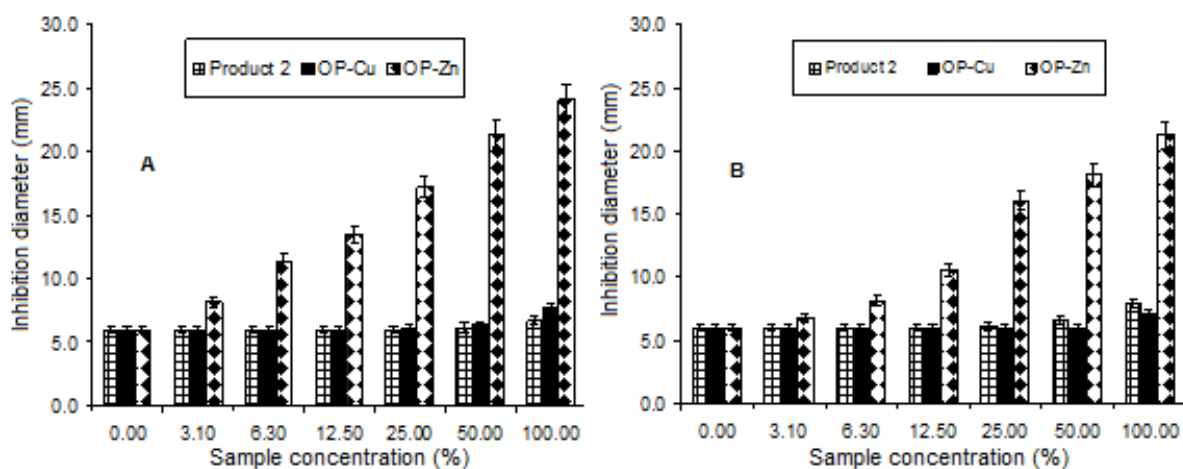 30.0
25.0
20.0
15.0
10.0
5.0
0.0
Inhibition diameter (mm)
Product 2 OP-Cu OP-Zn
A
0.00 3.10 6.30 12.50 25.00 50.00 100.00
Sample concentration (%)
30.0
25.0
20.0
15.0
10.0
5.0
0.0
Inhibition diameter (mm)
Product 2 OP-Cu OP-Zn
B
0.00 3.10 6.30 12.50 25.00 50.00 100.00
Sample concentration (%)